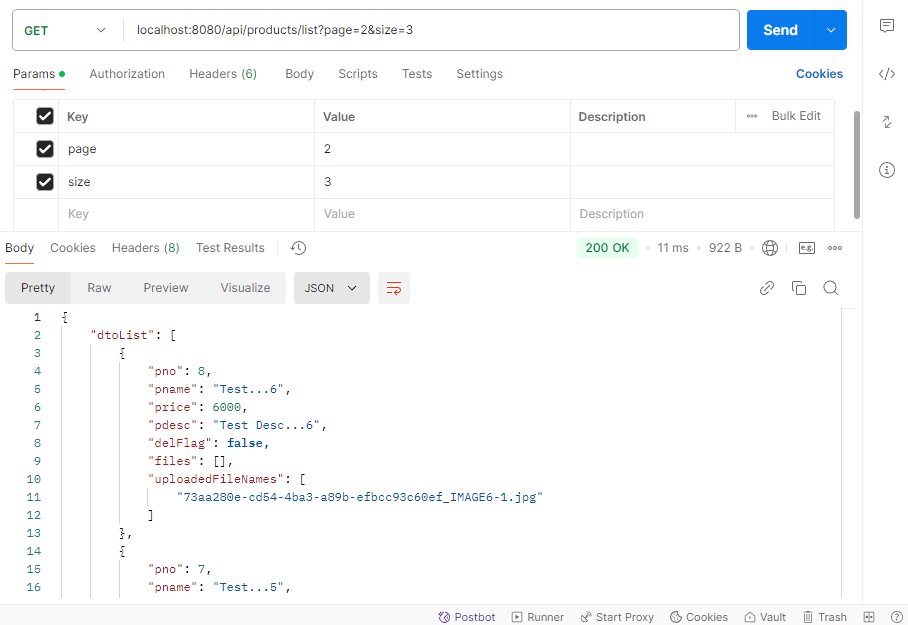 GET localhost:8080/api/products/list?page=2&size=3 Send
Params Authorization Headers (6) Body Scripts Tests Settings Cookies
Key Value Description Bulk Edit
page 2
size 3
Key Value Description
Body Cookies Headers (8) Test Results 200 OK 11 ms 922 B e.g.
Pretty Raw Preview Visualize JSON
1 {
2 "dtoList": [
3 {
4 "pno": 8,
5 "pname": "Test...6",
6 "price": 6000,
7 "pdesc": "Test Desc...6",
8 "delFlag": false,
9 "files": [],
10 "uploadedFileNames": [
11 "73aa280e-cd54-4ba3-a89b-efbcc93c60ef_IMAGE6-1.jpg"
12 ]
13 },
14 {
15 "pno": 7,
16 "pname": "Test...5",
Postbot Runner Start Proxy Cookies Vault Trash